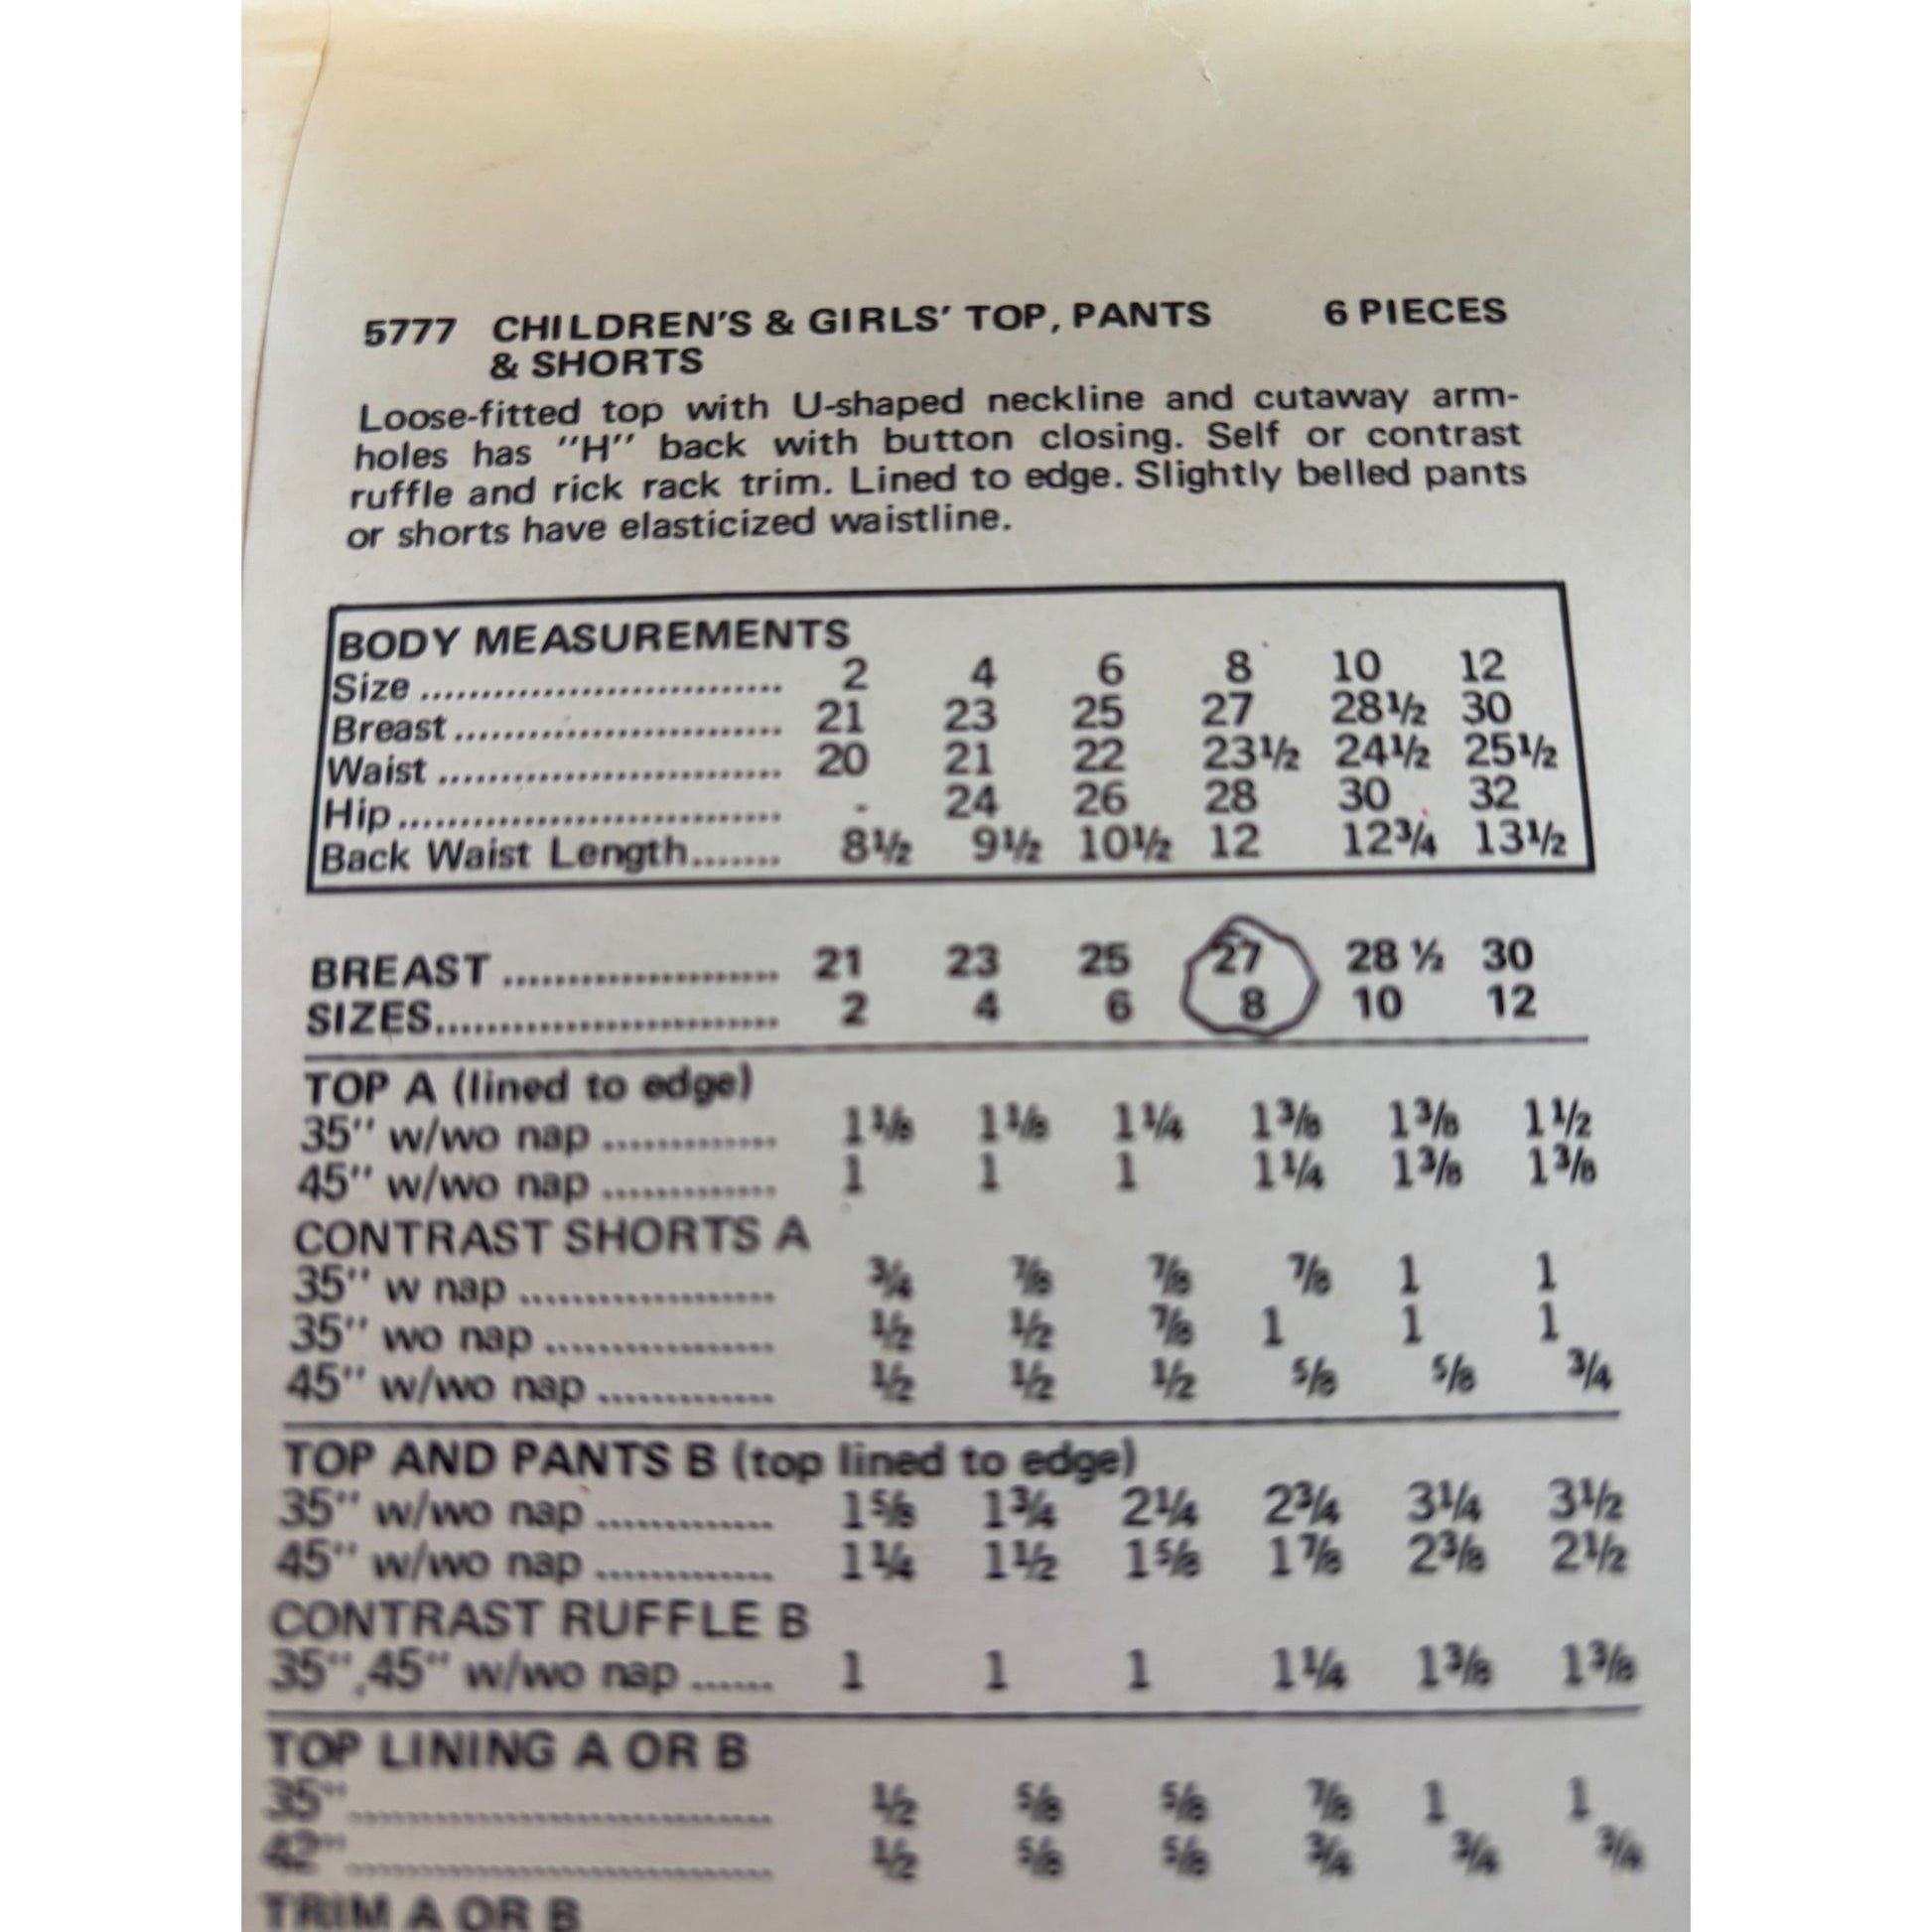 5777 CHILDREN'S & GIRLS' TOP, PANTS 6 PIECES
& SHORTS
Loose-fitted top with U-shaped neckline and cutaway arm-
holes has "H" back with button closing. Self or contrast
ruffle and rick rack trim. Lined to edge. Slightly belled pants
or shorts have elasticized waistline.
BODY MEASUREMENTS
Size .............................. 2 4 6 8 10 12
Breast ........................... 21 23 25 27 28½ 30
Waist ............................ 20 21 22 23½ 24½ 25½
Hip ............................... - 24 26 28 30 32
Back Waist Length....... 8½ 9½ 10½ 12 12¾ 13½
BREAST ....................... 21 23 25 27 28 ½ 30
SIZES............................ 2 4 6 8 10 12
TOP A (lined to edge)
35" w/wo nap ............. 1⅛ 1⅛ 1¼ 1⅜ 1⅜ 1½
45" w/wo nap ............. 1 1 1 1¼ 1⅜ 1⅜
CONTRAST SHORTS A
35" w nap ................... ¾ ⅞ ⅞ ⅞ 1 1
35" wo nap ................. ½ ½ ⅞ 1 1 1
45" w/wo nap ............. ½ ½ ½ ⅝ ⅝ ¾
TOP AND PANTS B (top lined to edge)
35" w/wo nap ............. 1⅝ 1¾ 2¼ 2¾ 3¼ 3½
45" w/wo nap ............. 1¼ 1½ 1⅝ 1⅞ 2⅜ 2½
CONTRAST RUFFLE B
35",45" w/wo nap ...... 1 1 1 1¼ 1⅜ 1⅜
TOP LINING A OR B
35"................................ ½ ⅝ ⅝ ⅞ 1 1
42"................................ ½ ⅝ ⅝ ¾ ¾ ¾
TRIM A OR B